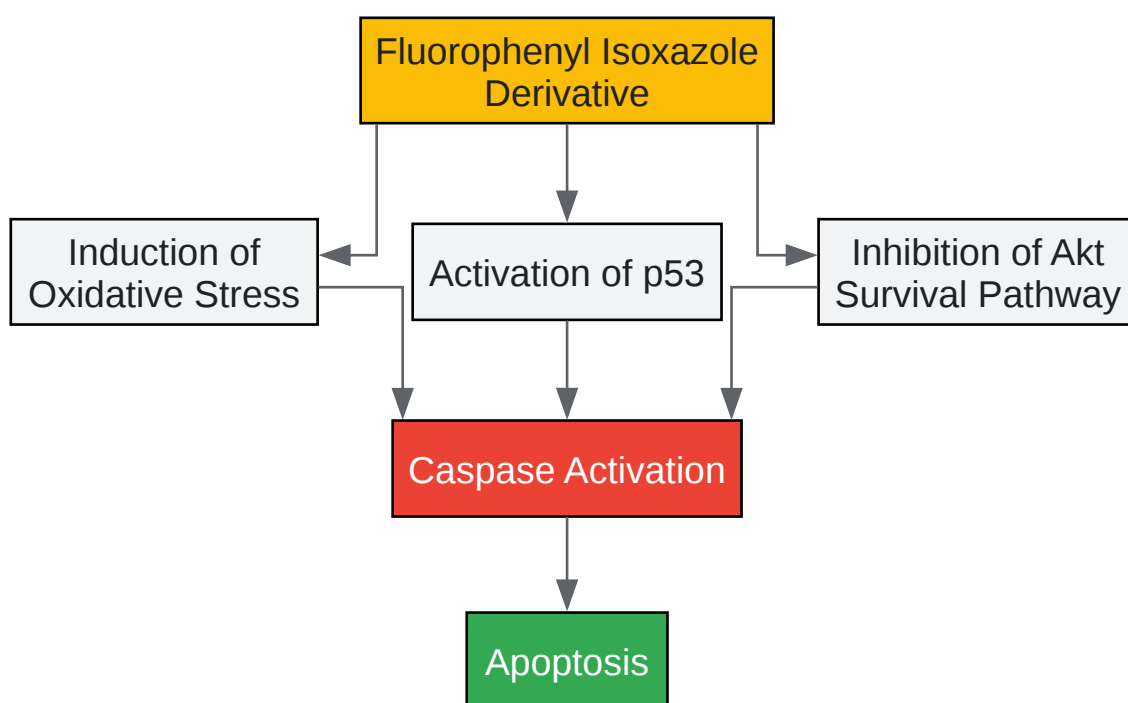 Fluorophenyl Isoxazole
Derivative
Induction of
Oxidative Stress
Activation of p53
Inhibition of Akt
Survival Pathway
Caspase Activation
Apoptosis